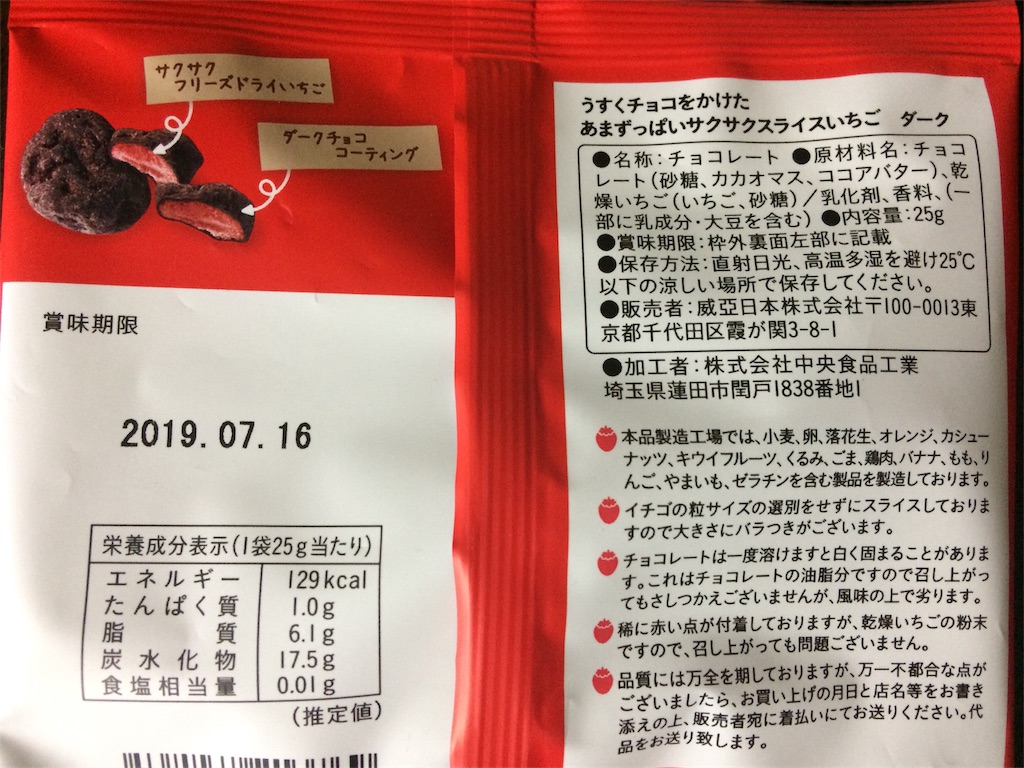 サクサク
フリーズドライいちご
ダークチョコ
コーティング
賞味期限
2019.07.16
栄養成分表示(1袋25g当たり)
エネルギー 129kcal
たんぱく質 1.0g
脂質 6.1g
炭水化物 17.5g
食塩相当量 0.01g
(推定値)
うすくチョコをかけた
あまずっぱいサクサクスライスいちご ダーク
●名称:チョコレート ●原材料名:チョコ
レート(砂糖、カカオマス、ココアバター)、乾
燥いちご(いちご、砂糖)/乳化剤、香料、(一
部に乳成分・大豆を含む) ●内容量:25g
●賞味期限:枠外裏面左部に記載
●保存方法:直射日光、高温多湿を避け25℃
以下の涼しい場所で保存してください。
●販売者:威亞日本株式会社〒100-0013東
京都千代田区霞が関3-8-1
●加工者:株式会社中央食品工業
埼玉県蓮田市閏戸1838番地1
本品製造工場では、小麦、卵、落花生、オレンジ、カシュー
ナッツ、キウイフルーツ、くるみ、ごま、鶏肉、バナナ、もも、り
んご、やまいも、ゼラチンを含む製品を製造しております。
イチゴの粒サイズの選別をせずにスライスしておりま
すので大きさにバラつきがございます。
チョコレートは一度溶けますと白く固まることがありま
す。これはチョコレートの油脂分ですので召し上がっ
てもさしつかえございませんが、風味の上で劣ります。
稀に赤い点が付着しておりますが、乾燥いちごの粉末
ですので、召し上がっても問題ございません。
品質には万全を期しておりますが、万一不都合な点が
ございましたら、お買い上げの月日と店名等をお書き
添えの上、販売者宛に着払いにてお送りください。代
品をお送り致します。